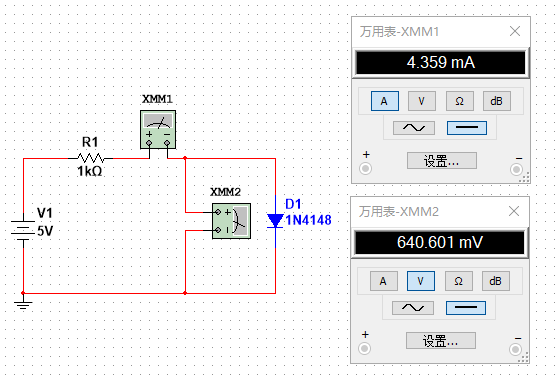 万用表-XMM1
4.359 mA
A V Ω dB
+ 设置... −
XMM1
+ −
R1
1kΩ
XMM2
+
−
V1
5V
D1
1N4148
万用表-XMM2
640.601 mV
A V Ω dB
+ 设置... −